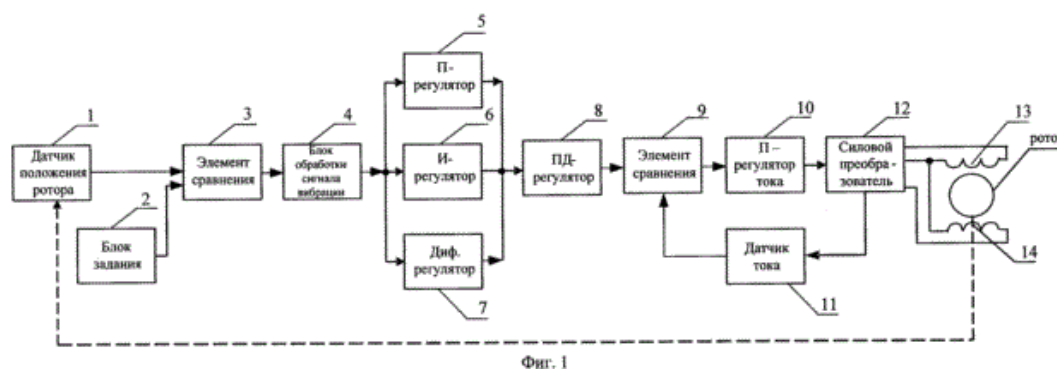 5
П-
регулятор
1
Датчик
положения
ротора
2
Блок
задания
3
Элемент
сравнения
4
Блок
обработки
сигнала
вибрации
6
И-
регулятор
Диф.
регулятор
7
8
ПД-
регулятор
9
Элемент
сравнения
10
П –
регулятор
тока
12
Силовой
преобра-
зователь
13
рото
14
Датчик
тока
11
Фиг. 1